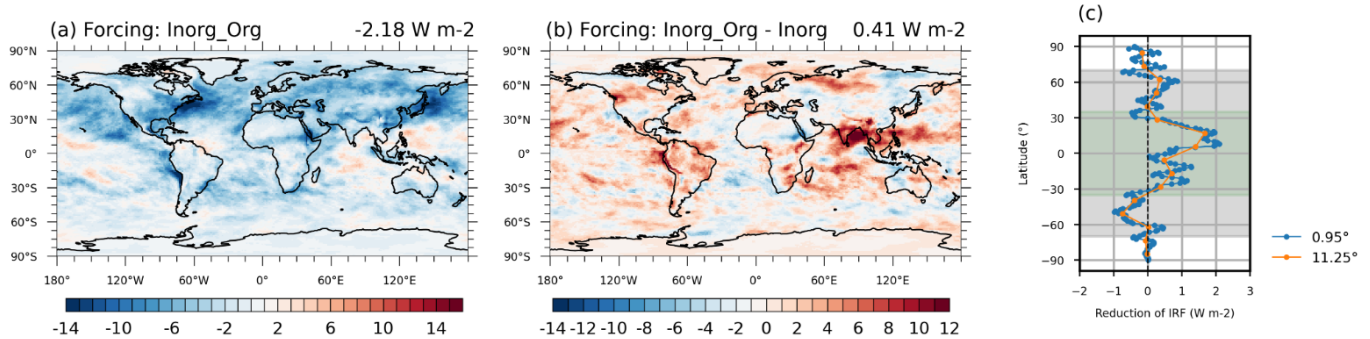 (a) Forcing: Inorg_Org -2.18 W m-2
90°N
60°N
30°N
0°
30°S
60°S
90°S
180° 120°W 60°W 0° 60°E 120°E
-14 -10 -6 -2 2 6 10 14
(b) Forcing: Inorg_Org - Inorg 0.41 W m-2
90°N
60°N
30°N
0°
30°S
60°S
90°S
180° 120°W 60°W 0° 60°E 120°E
-14 -12 -10 -8 -6 -4 -2 0 2 4 6 8 10 12
(c)
Latitude (°)
90
60
30
0
−30
−60
−90
−2 −1 0 1 2 3
Reduction of IRF (W m-2)
0.95°
11.25°